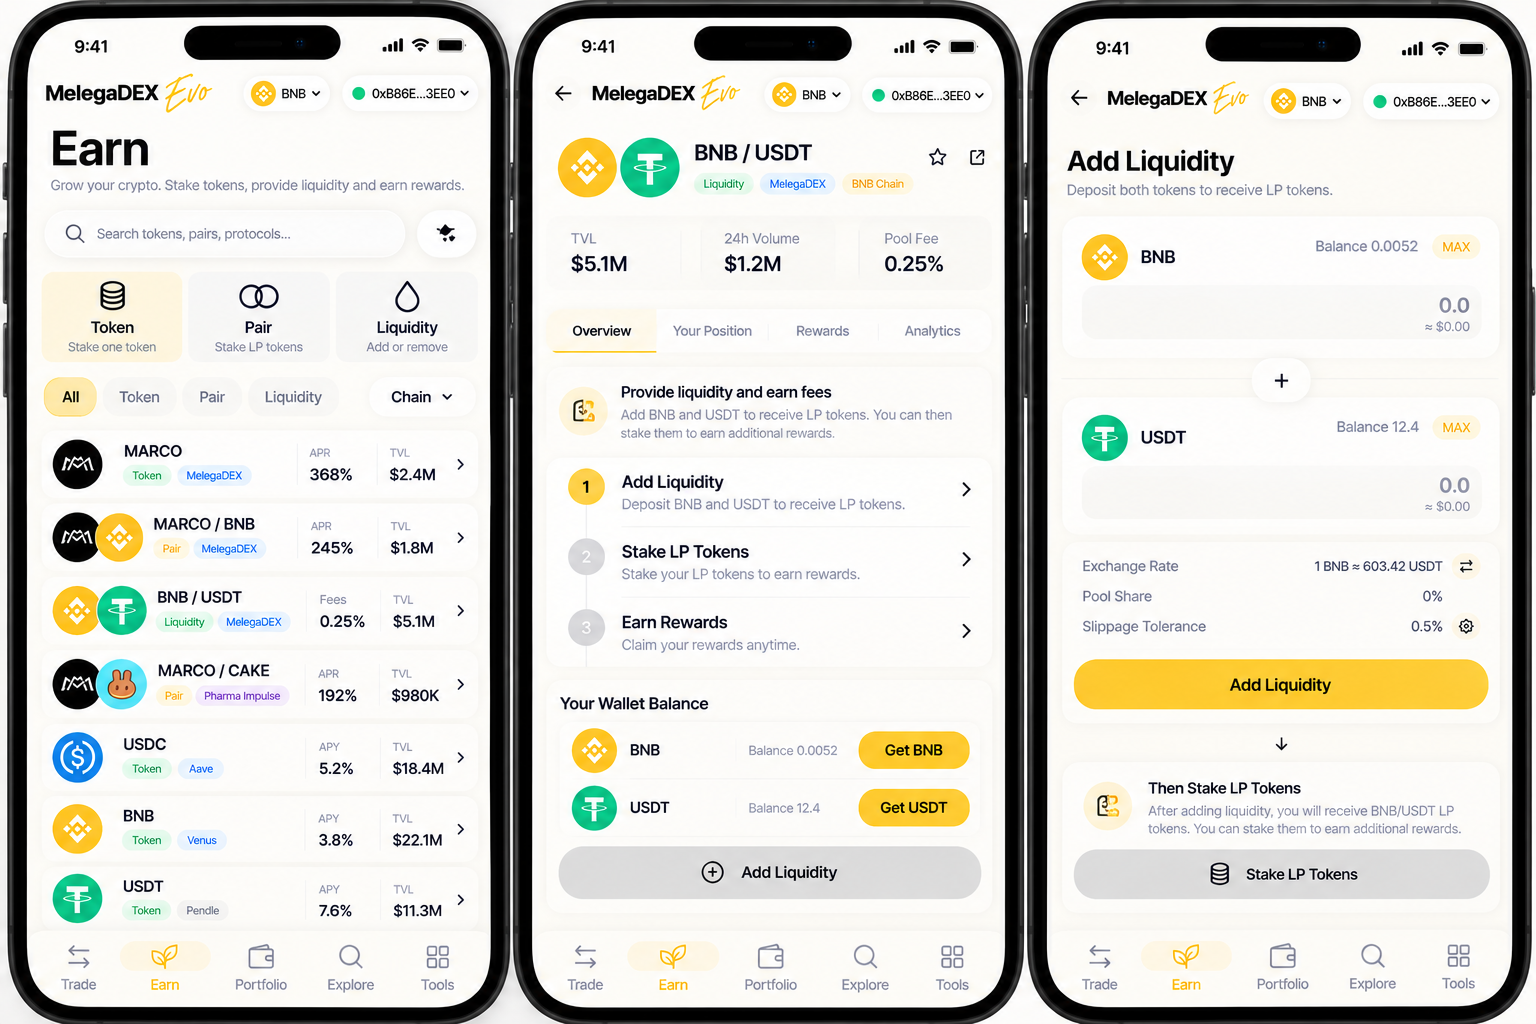 9:41
MelegaDEX Evo
BNB
0xB86E...3EE0
Earn
Grow your crypto. Stake tokens, provide liquidity and earn rewards.
Search tokens, pairs, protocols...
Token
Stake one token
Pair
Stake LP tokens
Liquidity
Add or remove
All
Token
Pair
Liquidity
Chain
MARCO
Token
MelegaDEX
APR
368%
TVL
$2.4M
MARCO / BNB
Pair
MelegaDEX
APR
245%
TVL
$1.8M
BNB / USDT
Liquidity
MelegaDEX
Fees
0.25%
TVL
$5.1M
MARCO / CAKE
Pair
Pharma Impulse
APR
192%
TVL
$980K
USDC
Token
Aave
APY
5.2%
TVL
$18.4M
BNB
Token
Venus
APY
3.8%
TVL
$22.1M
USDT
Token
Pendle
APY
7.6%
TVL
$11.3M
Trade
Earn
Portfolio
Explore
Tools
9:41
MelegaDEX Evo
BNB
0xB86E...3EE0
BNB / USDT
Liquidity
MelegaDEX
BNB Chain
TVL
$5.1M
24h Volume
$1.2M
Pool Fee
0.25%
Overview
Your Position
Rewards
Analytics
Provide liquidity and earn fees
Add BNB and USDT to receive LP tokens. You can then
stake them to earn additional rewards.
1
Add Liquidity
Deposit BNB and USDT to receive LP tokens.
2
Stake LP Tokens
Stake your LP tokens to earn rewards.
3
Earn Rewards
Claim your rewards anytime.
Your Wallet Balance
BNB
Balance 0.0052
Get BNB
USDT
Balance 12.4
Get USDT
Add Liquidity
Trade
Earn
Portfolio
Explore
Tools
9:41
MelegaDEX Evo
BNB
0xB86E...3EE0
Add Liquidity
Deposit both tokens to receive LP tokens.
BNB
Balance 0.0052
MAX
0.0
≈ $0.00
+
USDT
Balance 12.4
MAX
0.0
≈ $0.00
Exchange Rate
1 BNB ≈ 603.42 USDT
Pool Share
0%
Slippage Tolerance
0.5%
Add Liquidity
Then Stake LP Tokens
After adding liquidity, you will receive BNB/USDT LP
tokens. You can stake them to earn additional rewards.
Stake LP Tokens
Trade
Earn
Portfolio
Explore
Tools